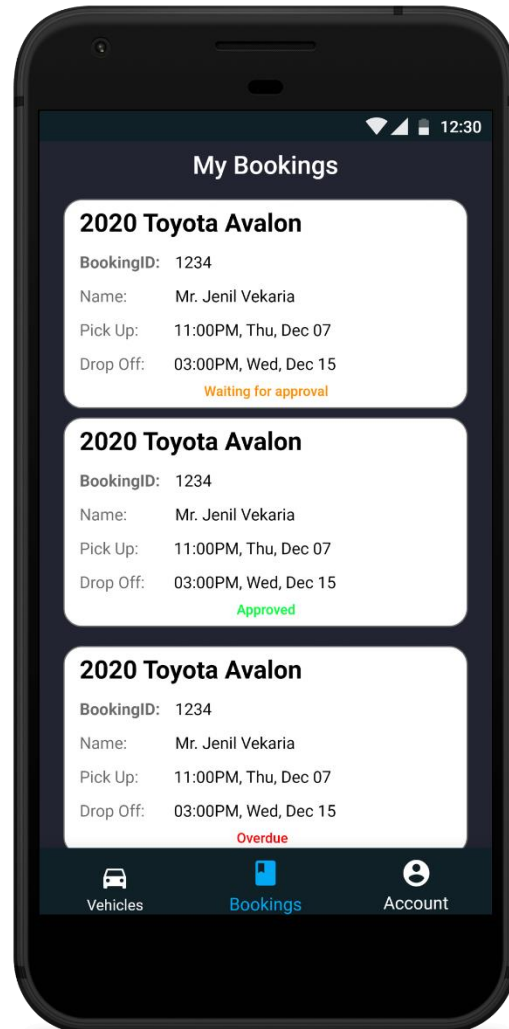 12:30
My Bookings
2020 Toyota Avalon
BookingID: 1234
Name: Mr. Jenil Vekaria
Pick Up: 11:00PM, Thu, Dec 07
Drop Off: 03:00PM, Wed, Dec 15
Waiting for approval
2020 Toyota Avalon
BookingID: 1234
Name: Mr. Jenil Vekaria
Pick Up: 11:00PM, Thu, Dec 07
Drop Off: 03:00PM, Wed, Dec 15
Approved
2020 Toyota Avalon
BookingID: 1234
Name: Mr. Jenil Vekaria
Pick Up: 11:00PM, Thu, Dec 07
Drop Off: 03:00PM, Wed, Dec 15
Overdue
Vehicles Bookings Account